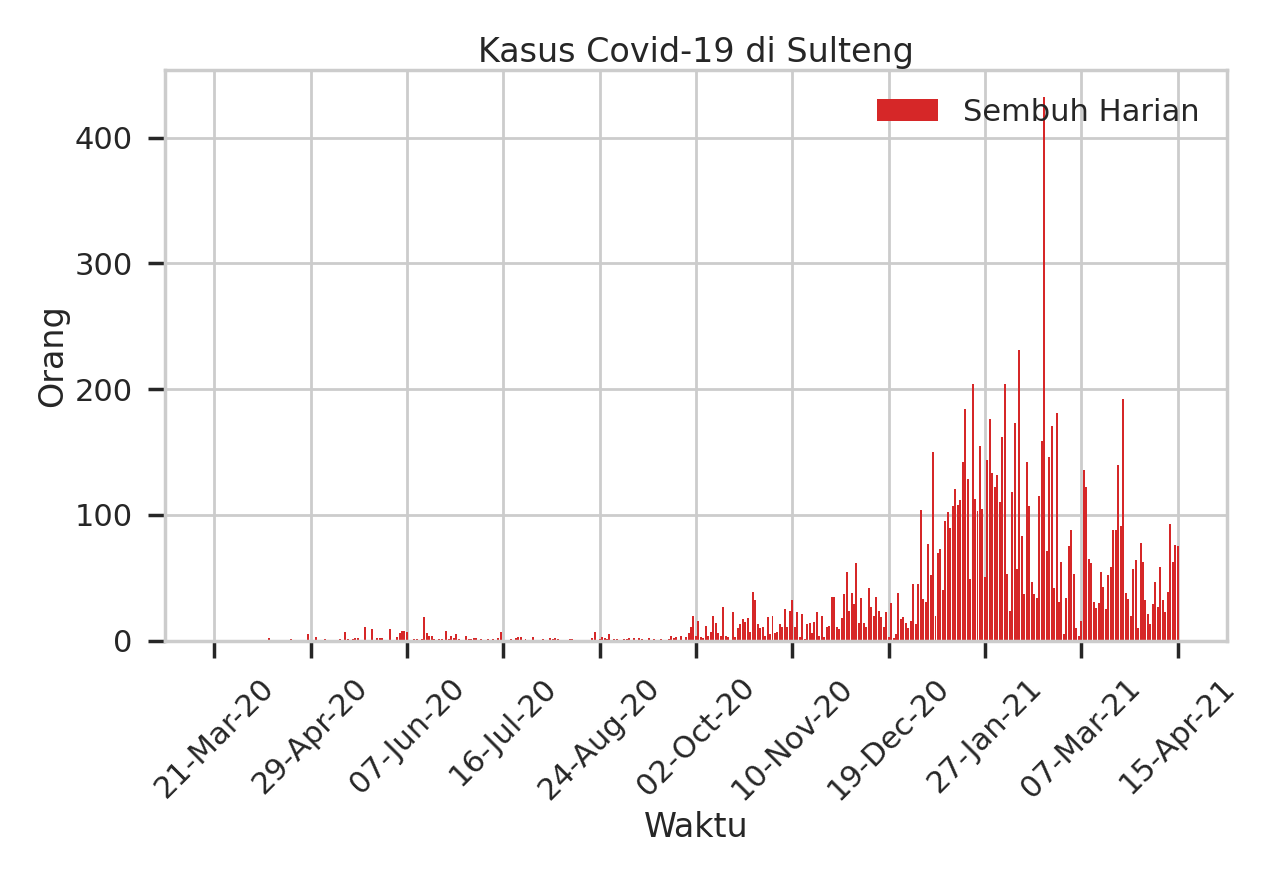 Kasus Covid-19 di Sulteng
Sembuh Harian
400
300
200
100
0
Orang
21-Mar-20
29-Apr-20
07-Jun-20
16-Jul-20
24-Aug-20
02-Oct-20
10-Nov-20
19-Dec-20
27-Jan-21
07-Mar-21
15-Apr-21
Waktu